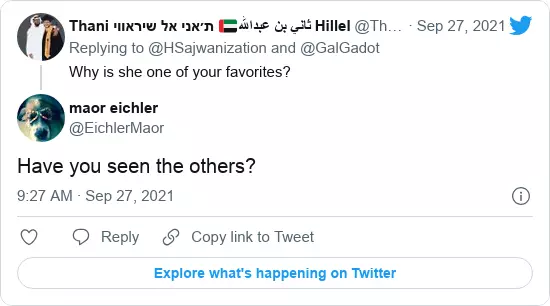 Thani ת׳אני אל שיראווי 🇦🇪ثاني بن عبدالله Hillel @Th… · Sep 27, 2021
Replying to @HSajwanization and @GalGadot
Why is she one of your favorites?
maor eichler
@EichlerMaor
Have you seen the others?
9:27 AM · Sep 27, 2021
Reply
Copy link to Tweet
Explore what's happening on Twitter